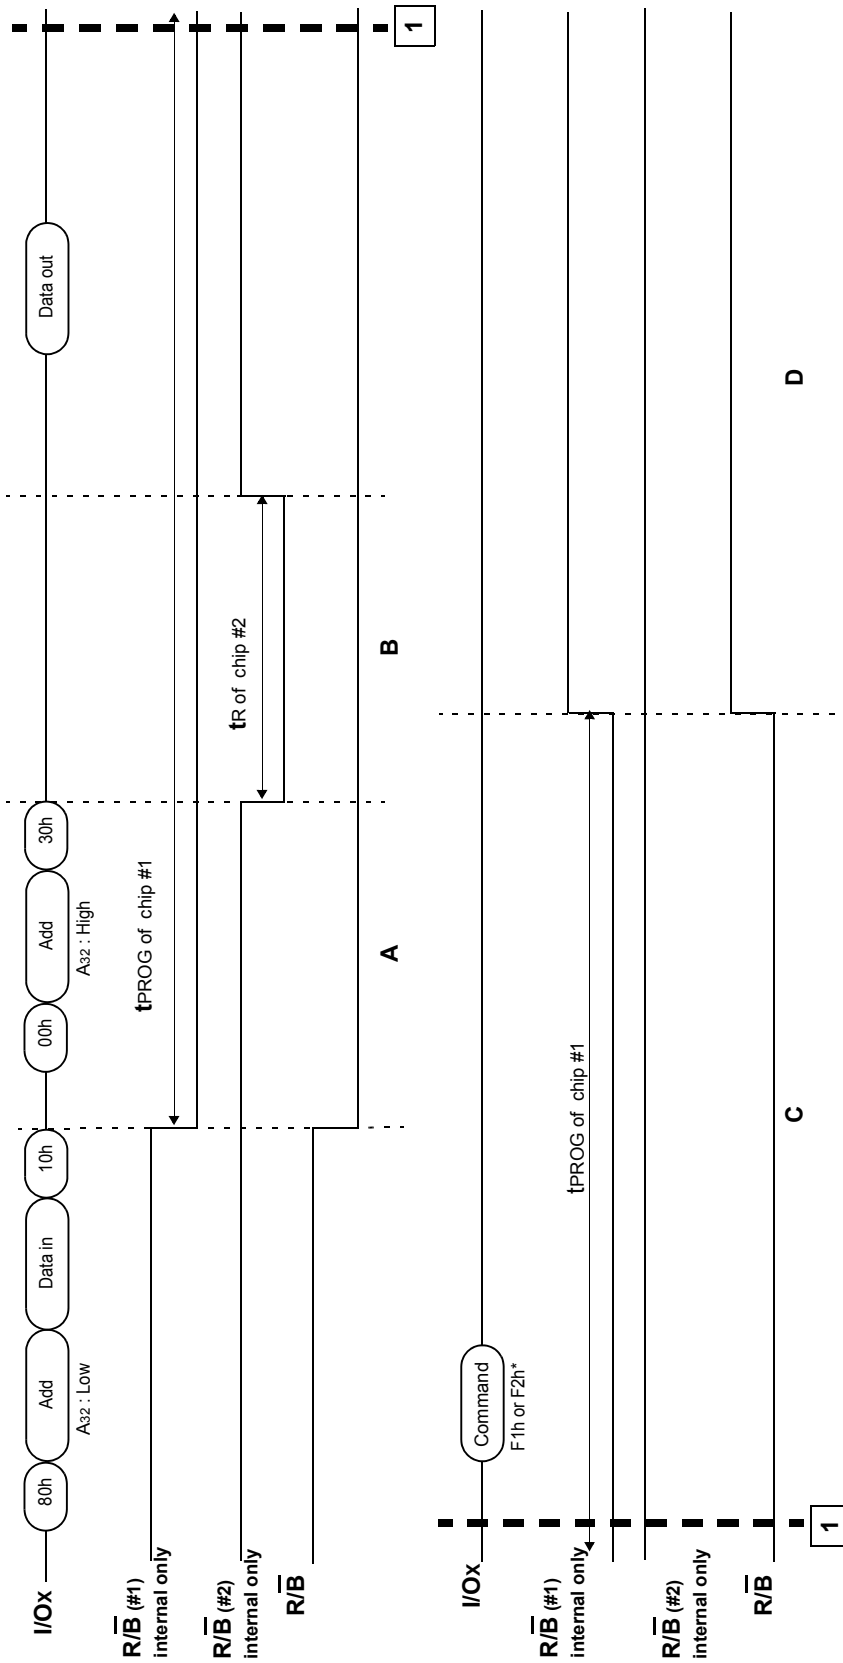 I/Ox
80h
Add
Data in
10h
00h
Add
30h
Data out
A32 : Low
A32 : High
R/B (#1)
internal only
tPROG of chip #1
R/B (#2)
internal only
tR of chip #2
R/B
A
B
1
I/Ox
Command
F1h or F2h*
R/B (#1)
internal only
tPROG of chip #1
R/B (#2)
internal only
R/B
C
D
1